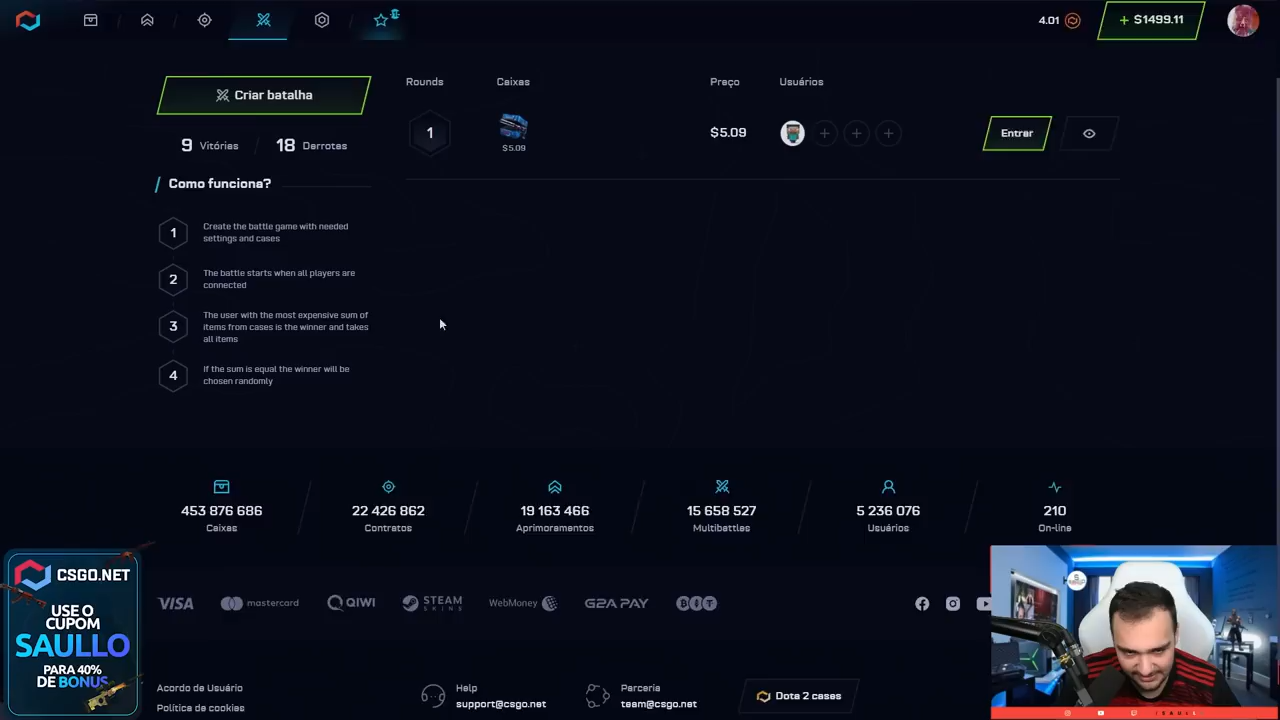 4.01
+ $1499.11
Criar batalha
9 Vitórias
18 Derrotas
Como funciona?
1
Create the battle game with needed
settings and cases
2
The battle starts when all players are
connected
3
The user with the most expensive sum of
items from cases is the winner and takes
all items
4
If the sum is equal the winner will be
chosen randomly
Rounds
Caixas
Preço
Usuários
1
$5.09
$5.09
Entrar
453 876 686
Caixas
22 426 862
Contratos
19 163 466
Aprimoramentos
15 658 527
Multibattles
5 236 076
Usuários
210
On-line
CSGO.NET
USE O
CUPOM
SAULLO
PARA 40%
DE BONUS
VISA
mastercard
QIWI
STEAM
SKINS
WebMoney
G2A PAY
BIT
Acordo de Usuário
Política de cookies
Help
support@csgo.net
Parceria
team@csgo.net
Dota 2 cases